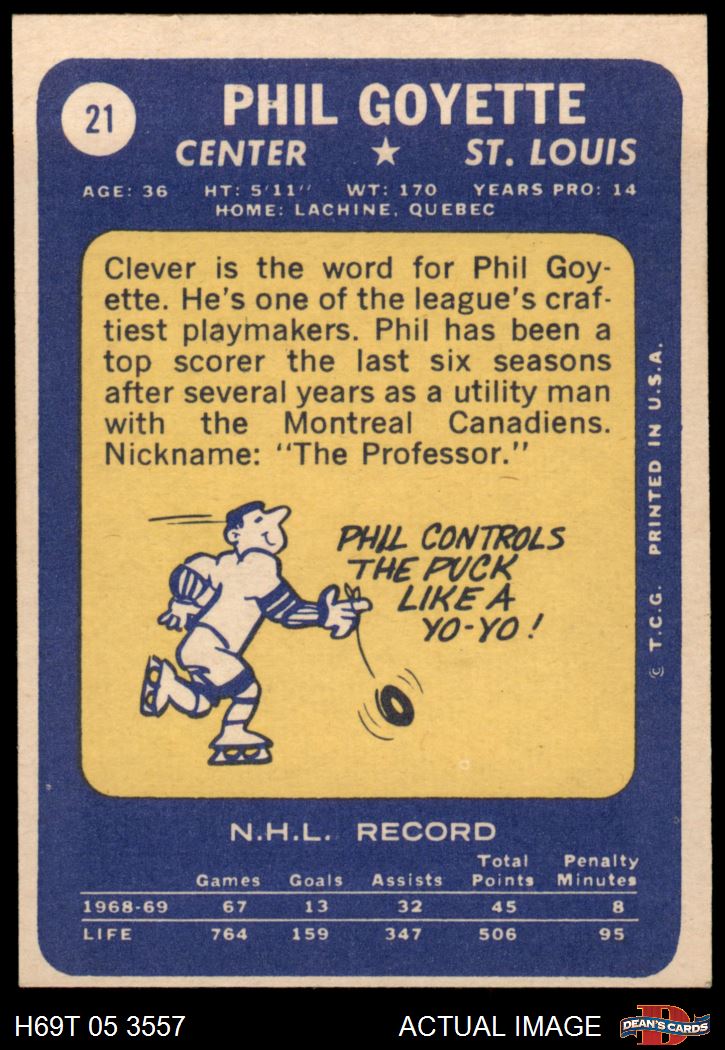 21
PHIL GOYETTE
CENTER ★ ST. LOUIS
AGE: 36 HT: 5'11" WT: 170 YEARS PRO: 14
HOME: LACHINE, QUEBEC
Clever is the word for Phil Goy-
ette. He's one of the league's craf-
tiest playmakers. Phil has been a
top scorer the last six seasons
after several years as a utility man
with the Montreal Canadiens.
Nickname: "The Professor."
PHIL CONTROLS
THE PUCK
LIKE A
YO-YO!
© T.C.G. PRINTED IN U.S.A.
N.H.L. RECORD
Games Goals Assists Total Points Penalty Minutes
1968-69 67 13 32 45 8
LIFE 764 159 347 506 95
H69T 05 3557 ACTUAL IMAGE
D
DEAN'S CARDS